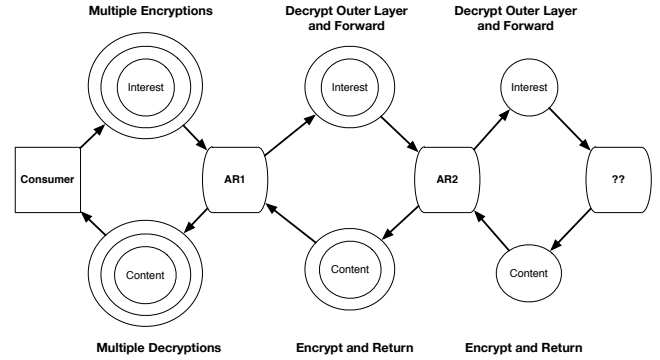 Multiple Encryptions
Decrypt Outer Layer
and Forward
Decrypt Outer Layer
and Forward
Interest
Interest
Interest
Consumer
AR1
AR2
??
Content
Content
Content
Multiple Decryptions
Encrypt and Return
Encrypt and Return